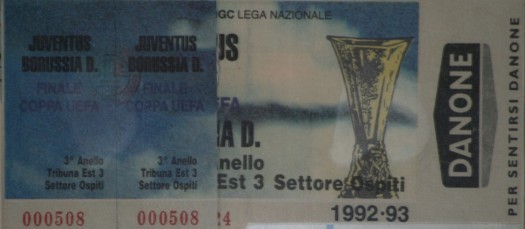 JUVENTUS
BORUSSIA D.
FINALE
COPPA UEFA
3° Anello
Tribuna Est 3
Settore Ospiti
000508
JUVENTUS
BORUSSIA D.
FINALE
COPPA UEFA
3° Anello
Tribuna Est 3
Settore Ospiti
000508
GC LEGA NAZIONALE
US
FA
IA D.
Anello
Est 3 Settore Ospiti
24
1992·93
DANONE
PER SENTIRSI DANONE